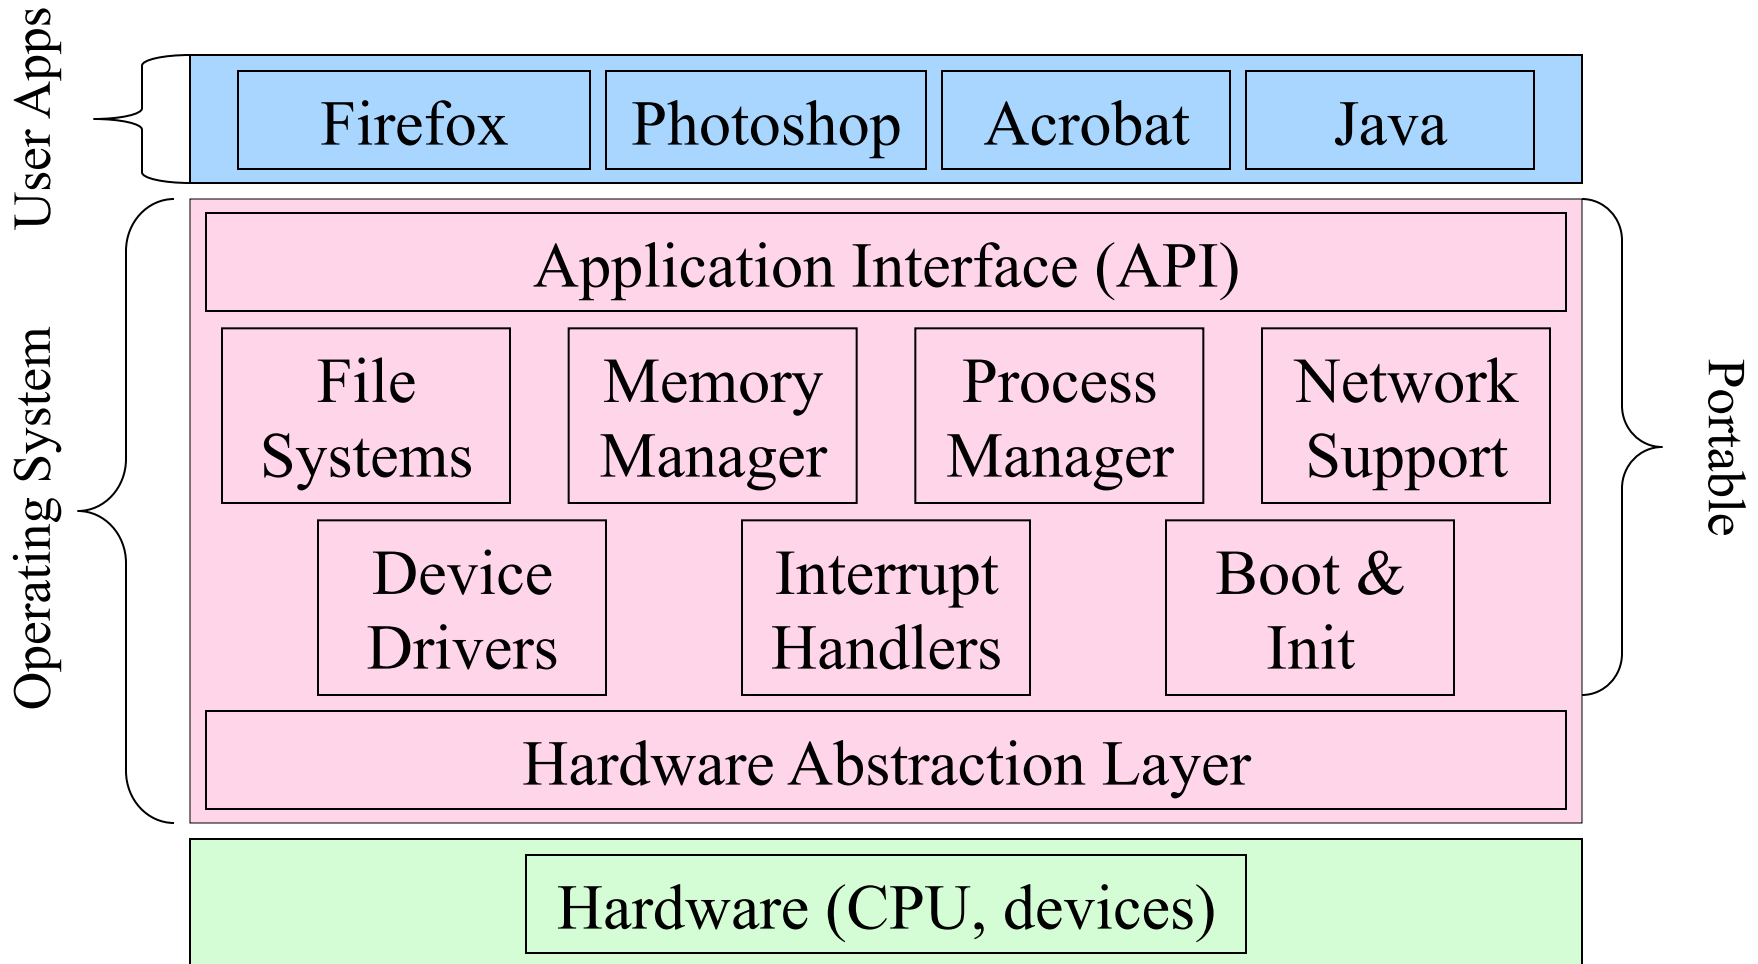 User Apps
Firefox
Photoshop
Acrobat
Java
Operating System
Application Interface (API)
File
Systems
Memory
Manager
Process
Manager
Network
Support
Portable
Device
Drivers
Interrupt
Handlers
Boot &
Init
Hardware Abstraction Layer
Hardware (CPU, devices)